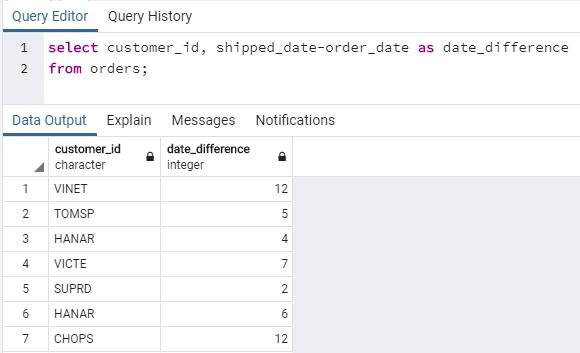 Query Editor Query History
1 select customer_id, shipped_date-order_date as date_difference
2 from orders;
Data Output Explain Messages Notifications
customer_id date_difference
character integer
1 VINET 12
2 TOMSP 5
3 HANAR 4
4 VICTE 7
5 SUPRD 2
6 HANAR 6
7 CHOPS 12